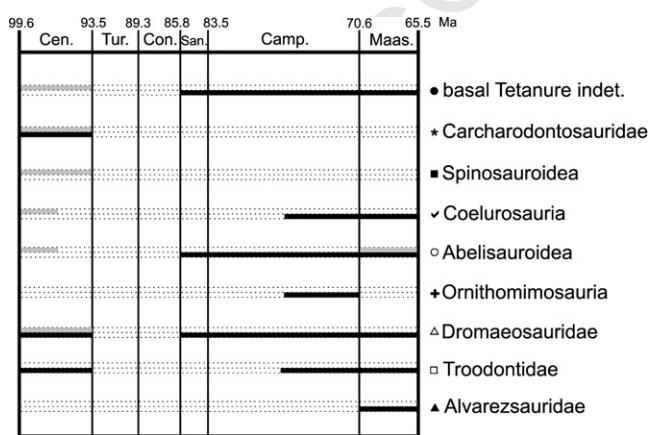 99.6 93.5 89.3 85.8 83.5 70.6 65.5 Ma
Cen. Tur. Con. San. Camp. Maas.
● basal Tetanure indet.
* Carcharodontosauridae
■ Spinosauroidea
✓ Coelurosauria
○ Abelisauroidea
+ Ornithomimosauria
△ Dromaeosauridae
□ Troodontidae
▲ Alvarezsauridae